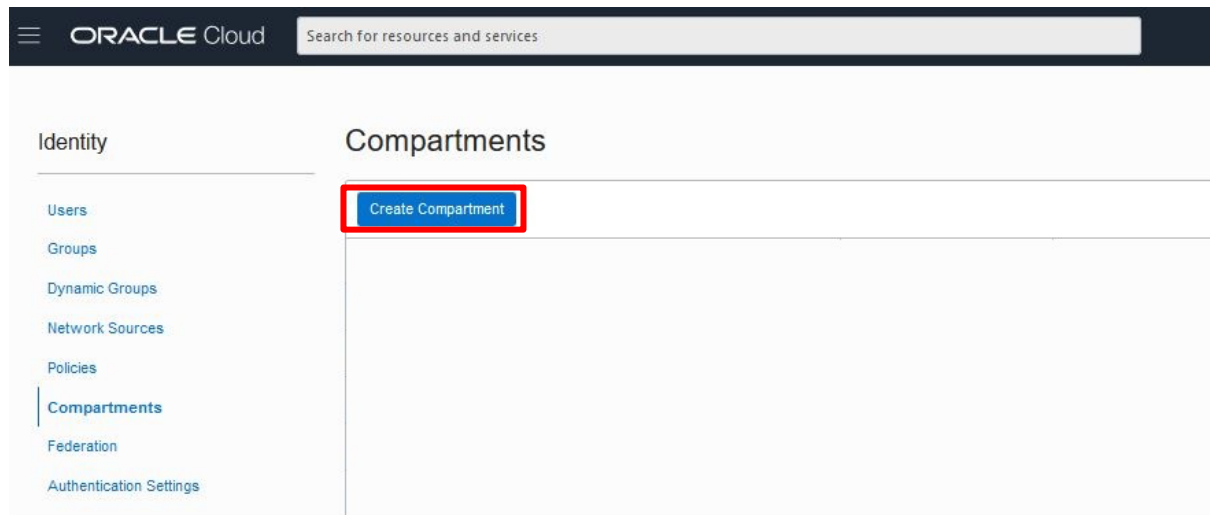 ORACLE Cloud
Search for resources and services
Identity
Compartments
Create Compartment
Users
Groups
Dynamic Groups
Network Sources
Policies
Compartments
Federation
Authentication Settings